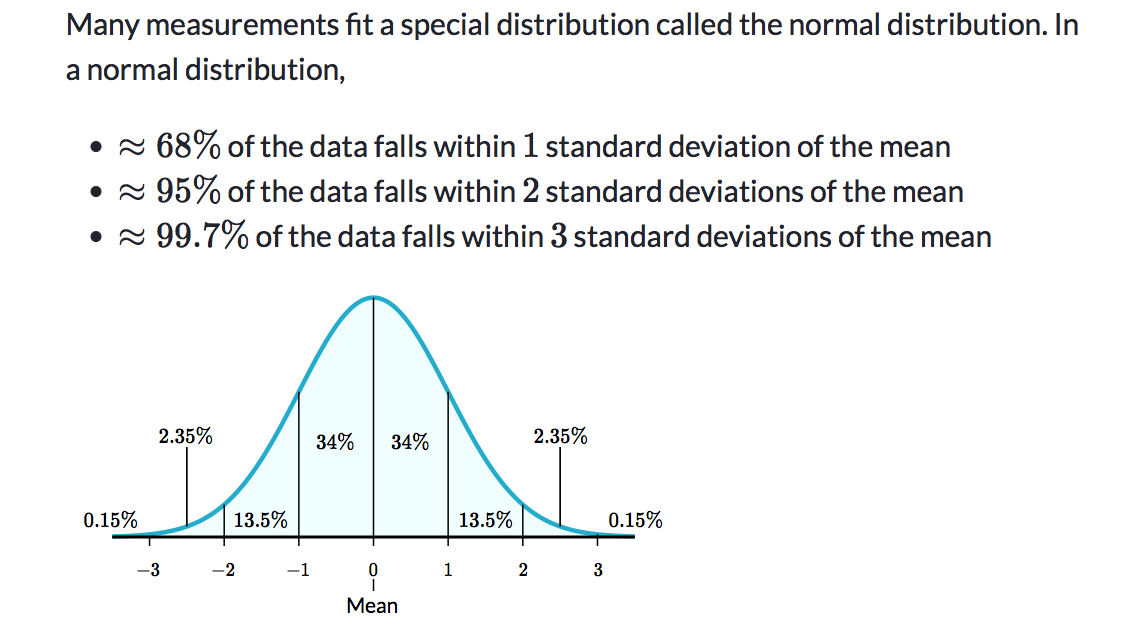 Many measurements fit a special distribution called the normal distribution. In
a normal distribution,
• ≈ 68% of the data falls within 1 standard deviation of the mean
• ≈ 95% of the data falls within 2 standard deviations of the mean
• ≈ 99.7% of the data falls within 3 standard deviations of the mean
2.35% 34% 34% 2.35%
0.15% 13.5% 13.5% 0.15%
−3 −2 −1 0 1 2 3
Mean